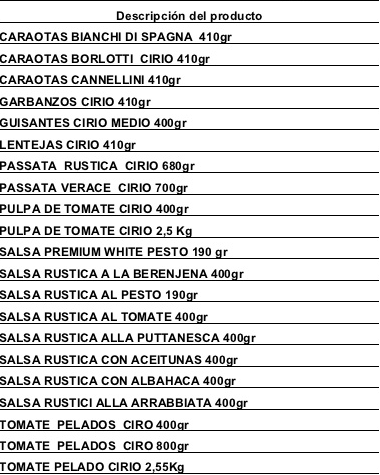 Descripción del producto
CARAOTAS BIANCHI DI SPAGNA 410gr
CARAOTAS BORLOTTI CIRIO 410gr
CARAOTAS CANNELLINI 410gr
GARBANZOS CIRIO 410gr
GUISANTES CIRIO MEDIO 400gr
LENTEJAS CIRIO 410gr
PASSATA RUSTICA CIRIO 680gr
PASSATA VERACE CIRIO 700gr
PULPA DE TOMATE CIRIO 400gr
PULPA DE TOMATE CIRIO 2,5 Kg
SALSA PREMIUM WHITE PESTO 190 gr
SALSA RUSTICA A LA BERENJENA 400gr
SALSA RUSTICA AL PESTO 190gr
SALSA RUSTICA AL TOMATE 400gr
SALSA RUSTICA ALLA PUTTANESCA 400gr
SALSA RUSTICA CON ACEITUNAS 400gr
SALSA RUSTICA CON ALBAHACA 400gr
SALSA RUSTICI ALLA ARRABBIATA 400gr
TOMATE PELADOS CIRO 400gr
TOMATE PELADOS CIRO 800gr
TOMATE PELADO CIRIO 2,55Kg